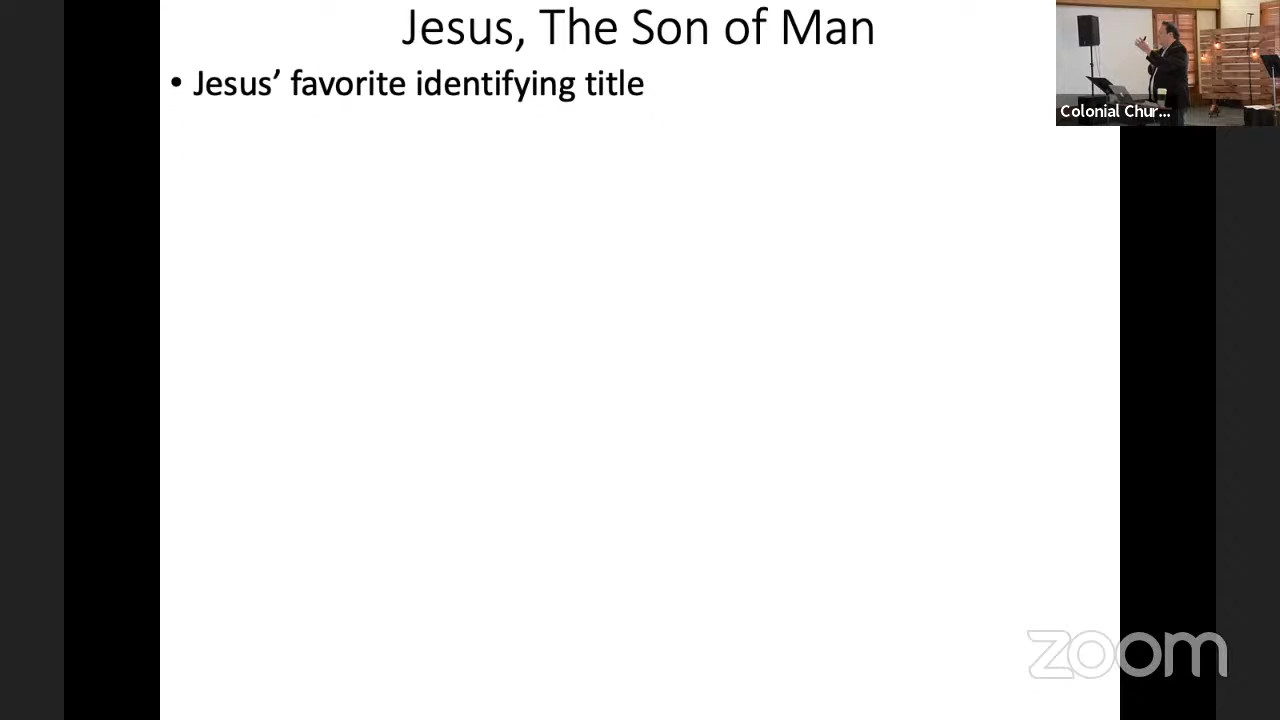 Jesus, The Son of Man
• Jesus’ favorite identifying title
Colonial Chur...
zoom